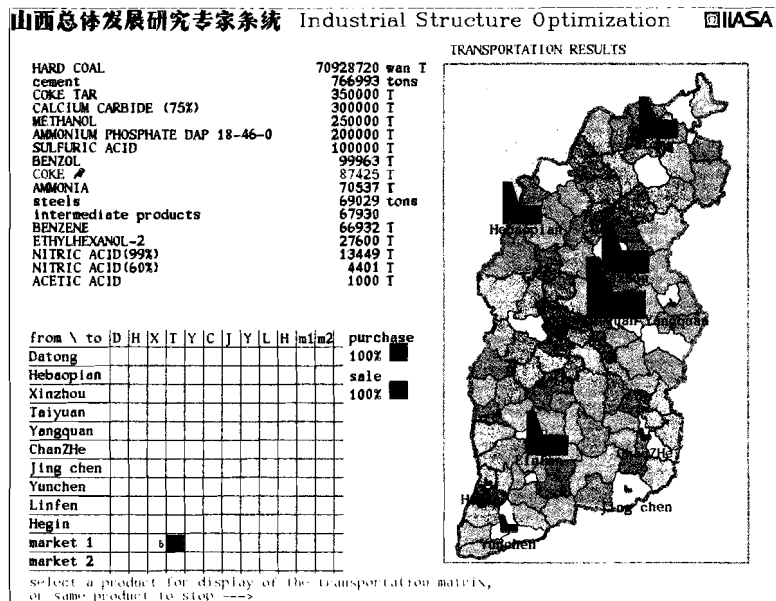 山西总体发展研究专家系统 Industrial Structure Optimization IIASA
TRANSPORTATION RESULTS
HARD COAL 70928720 wan T
cement 766993 tons
COKE TAR 350000 T
CALCIUM CARBIDE (75%) 300000 T
METHANOL 250000 T
AMMONIUM PHOSPHATE DAP 18-46-0 200000 T
SULFURIC ACID 100000 T
BENZOL 99963 T
COKE 87425 T
AMMONIA 70537 T
steels 69029 tons
intermediate products 67930
BENZENE 66932 T
ETHYLHEXANOL-2 27600 T
NITRIC ACID(99%) 13449 T
NITRIC ACID(60%) 4401 T
ACETIC ACID 1000 T
Hebaopian
Yangquan
ChanZHe
Jing chen
Yunchen
from \ to D H X T Y C J Y L H m1 m2
purchase
100%
sale
100%
Datong
Hebaopian
Xinzhou
Taiyuan
Yangquan
ChanZHe
Jing chen
Yunchen
Linfen
Hegin
market 1
market 2
select a product for display of the transportation matrix,
or same product to stop --->